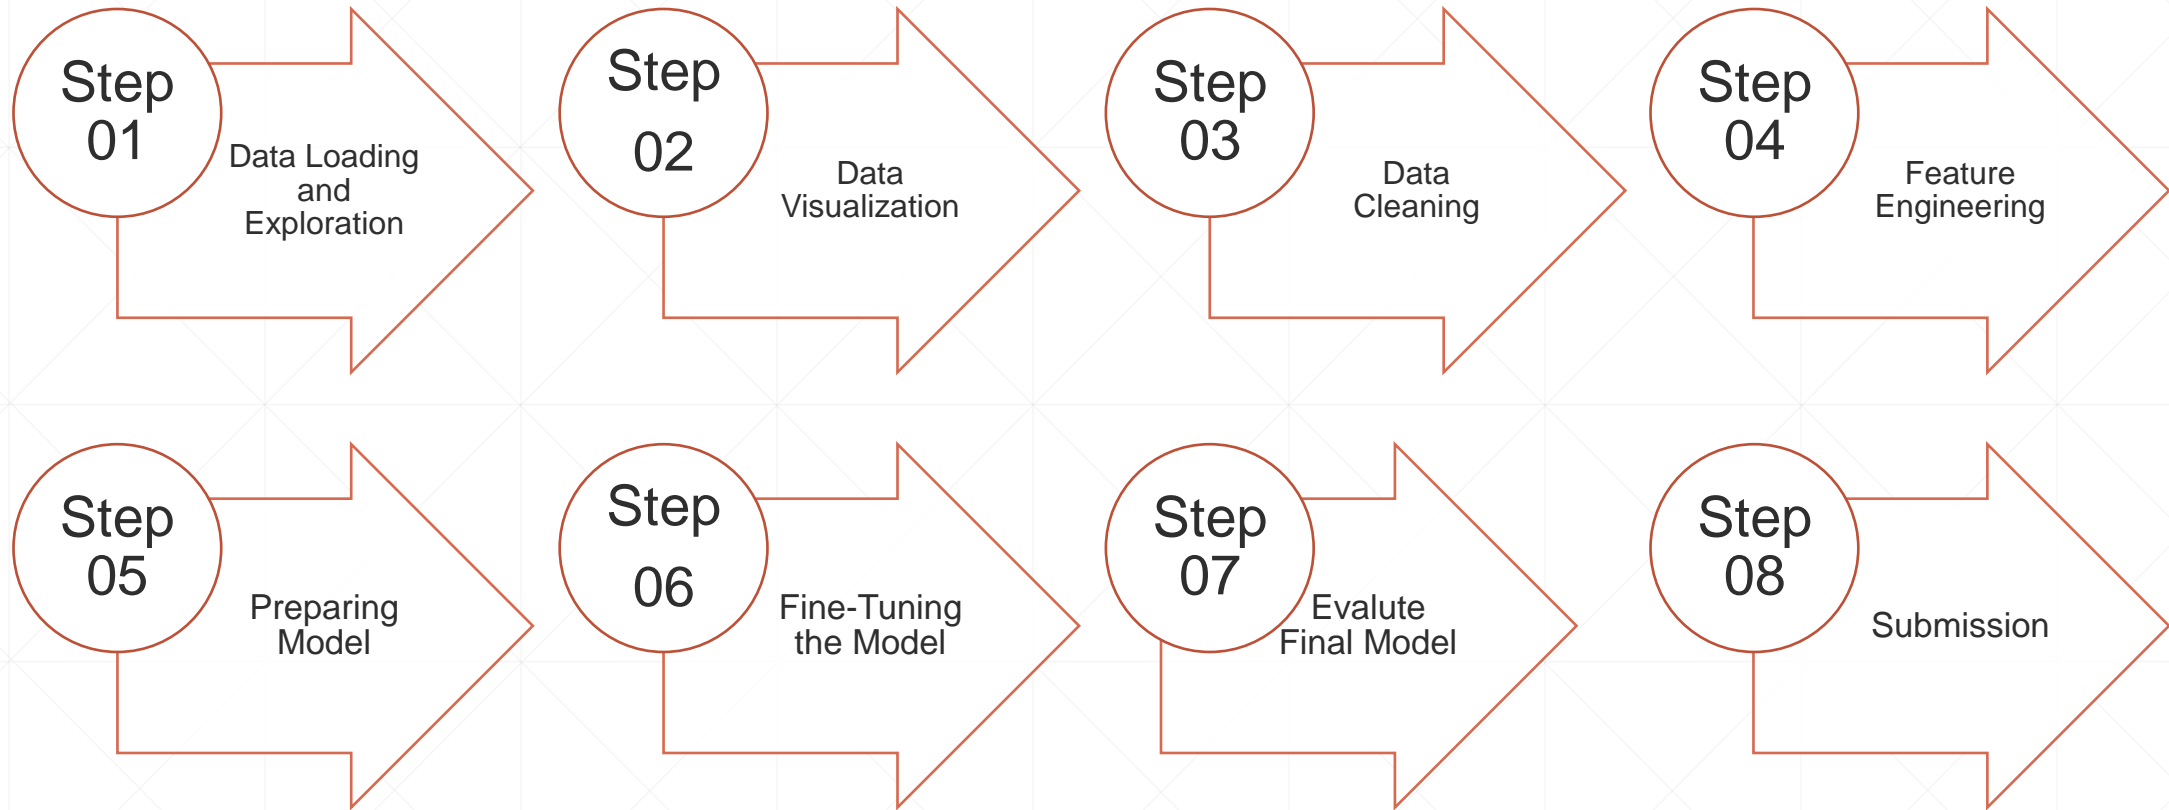 Step
01
Data Loading
and
Exploration
Step
02
Data
Visualization
Step
03
Data
Cleaning
Step
04
Feature
Engineering
Step
05
Preparing
Model
Step
06
Fine-Tuning
the Model
Step
07
Evalute
Final Model
Step
08
Submission